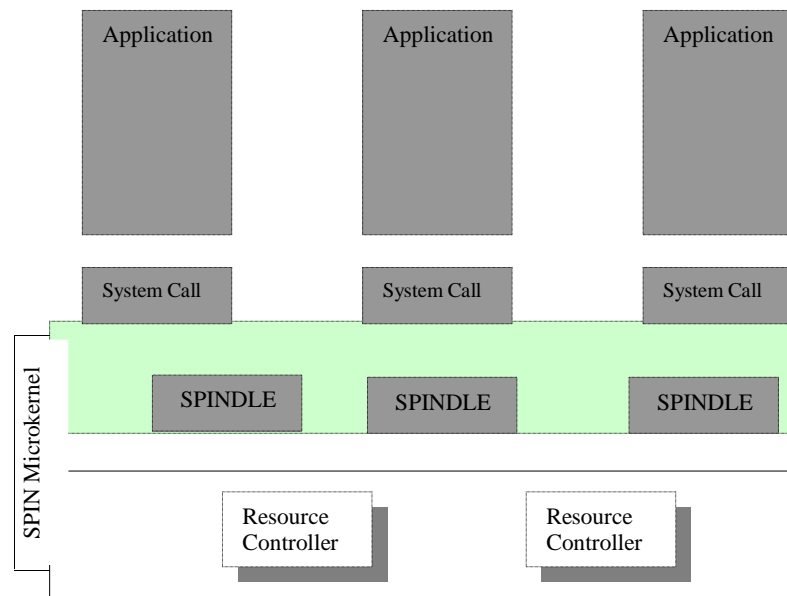 Application
Application
Application
System Call
System Call
System Call
SPINDLE
SPINDLE
SPINDLE
SPIN Microkernel
Resource
Controller
Resource
Controller